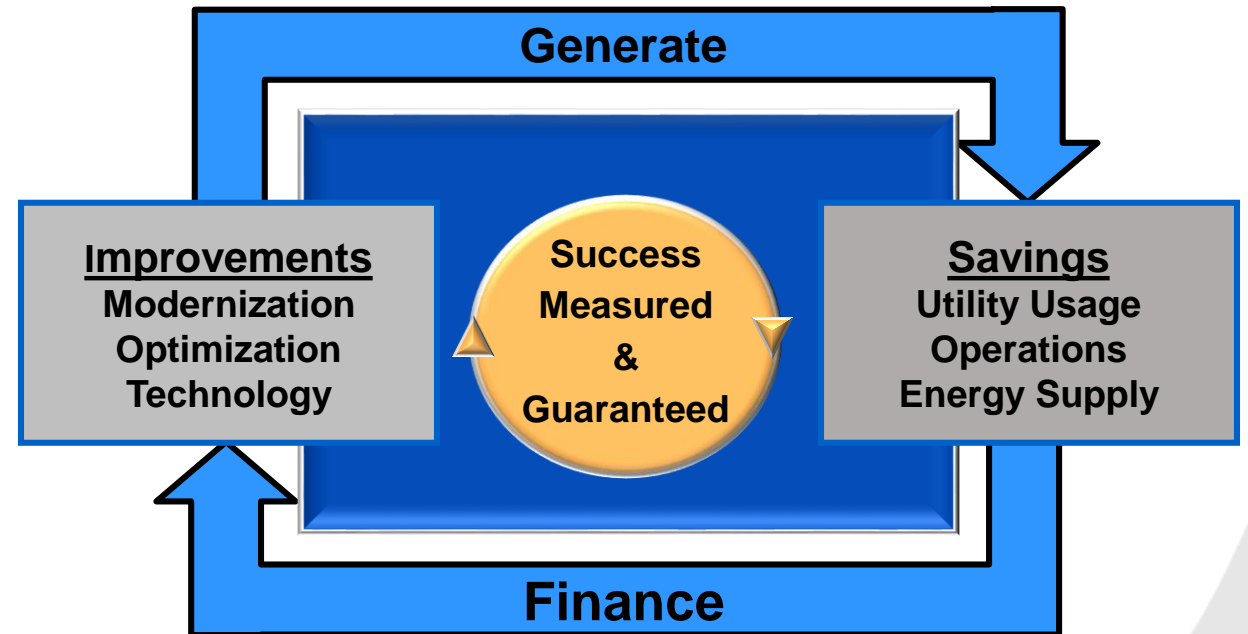 Generate
Improvements
Modernization
Optimization
Technology
Success
Measured
&
Guaranteed
Savings
Utility Usage
Operations
Energy Supply
Finance